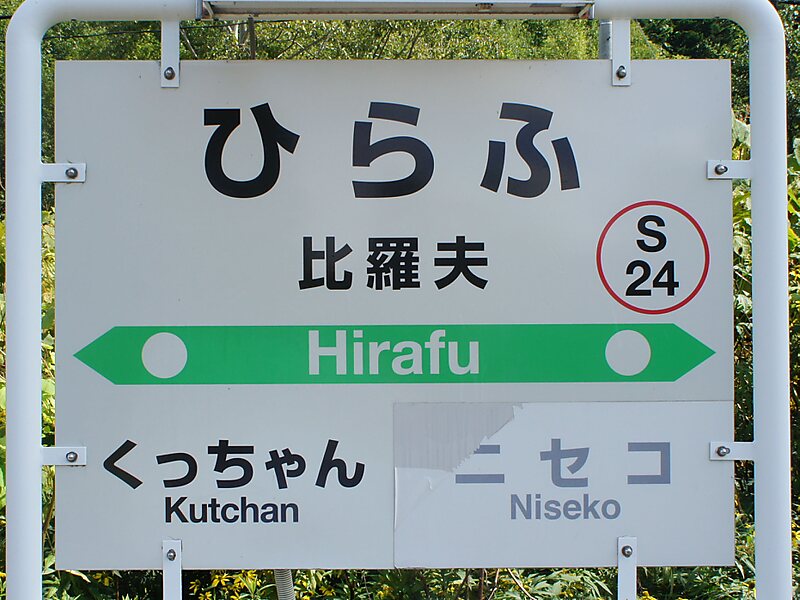 ひらふ
比羅夫
S
24
Hirafu
くっちゃん
Kutchan
ニセコ
Niseko